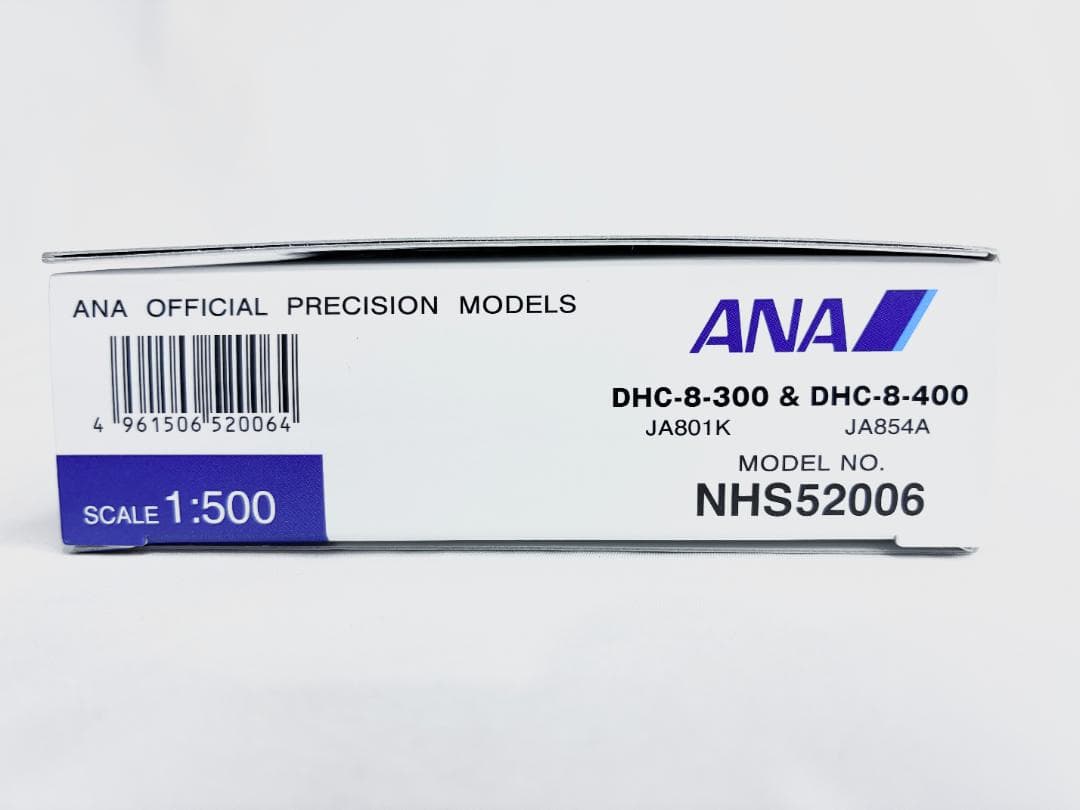 ANA OFFICIAL PRECISION MODELS
4 961506 520064
SCALE 1:500
ANA
DHC-8-300 & DHC-8-400
JA801K JA854A
MODEL NO.
NHS52006